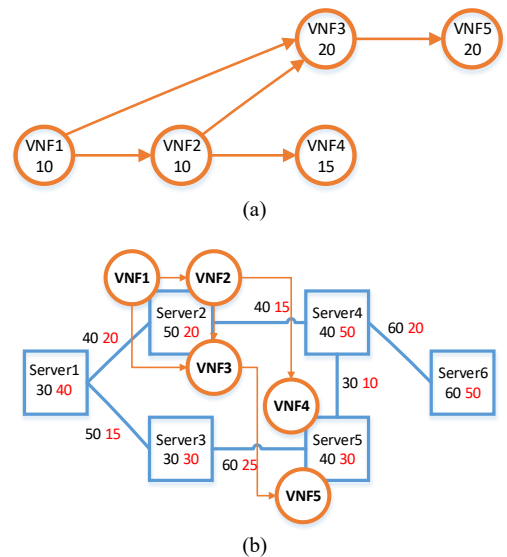 VNF3
20
VNF5
20
VNF1
10
VNF2
10
VNF4
15
(a)
VNF1
VNF2
Server2
50 20
40 15
Server4
40 50
40 20
60 20
Server1
30 40
VNF3
Server6
60 50
30 10
VNF4
50 15
Server3
30 30
Server5
40 30
60 25
VNF5
(b)